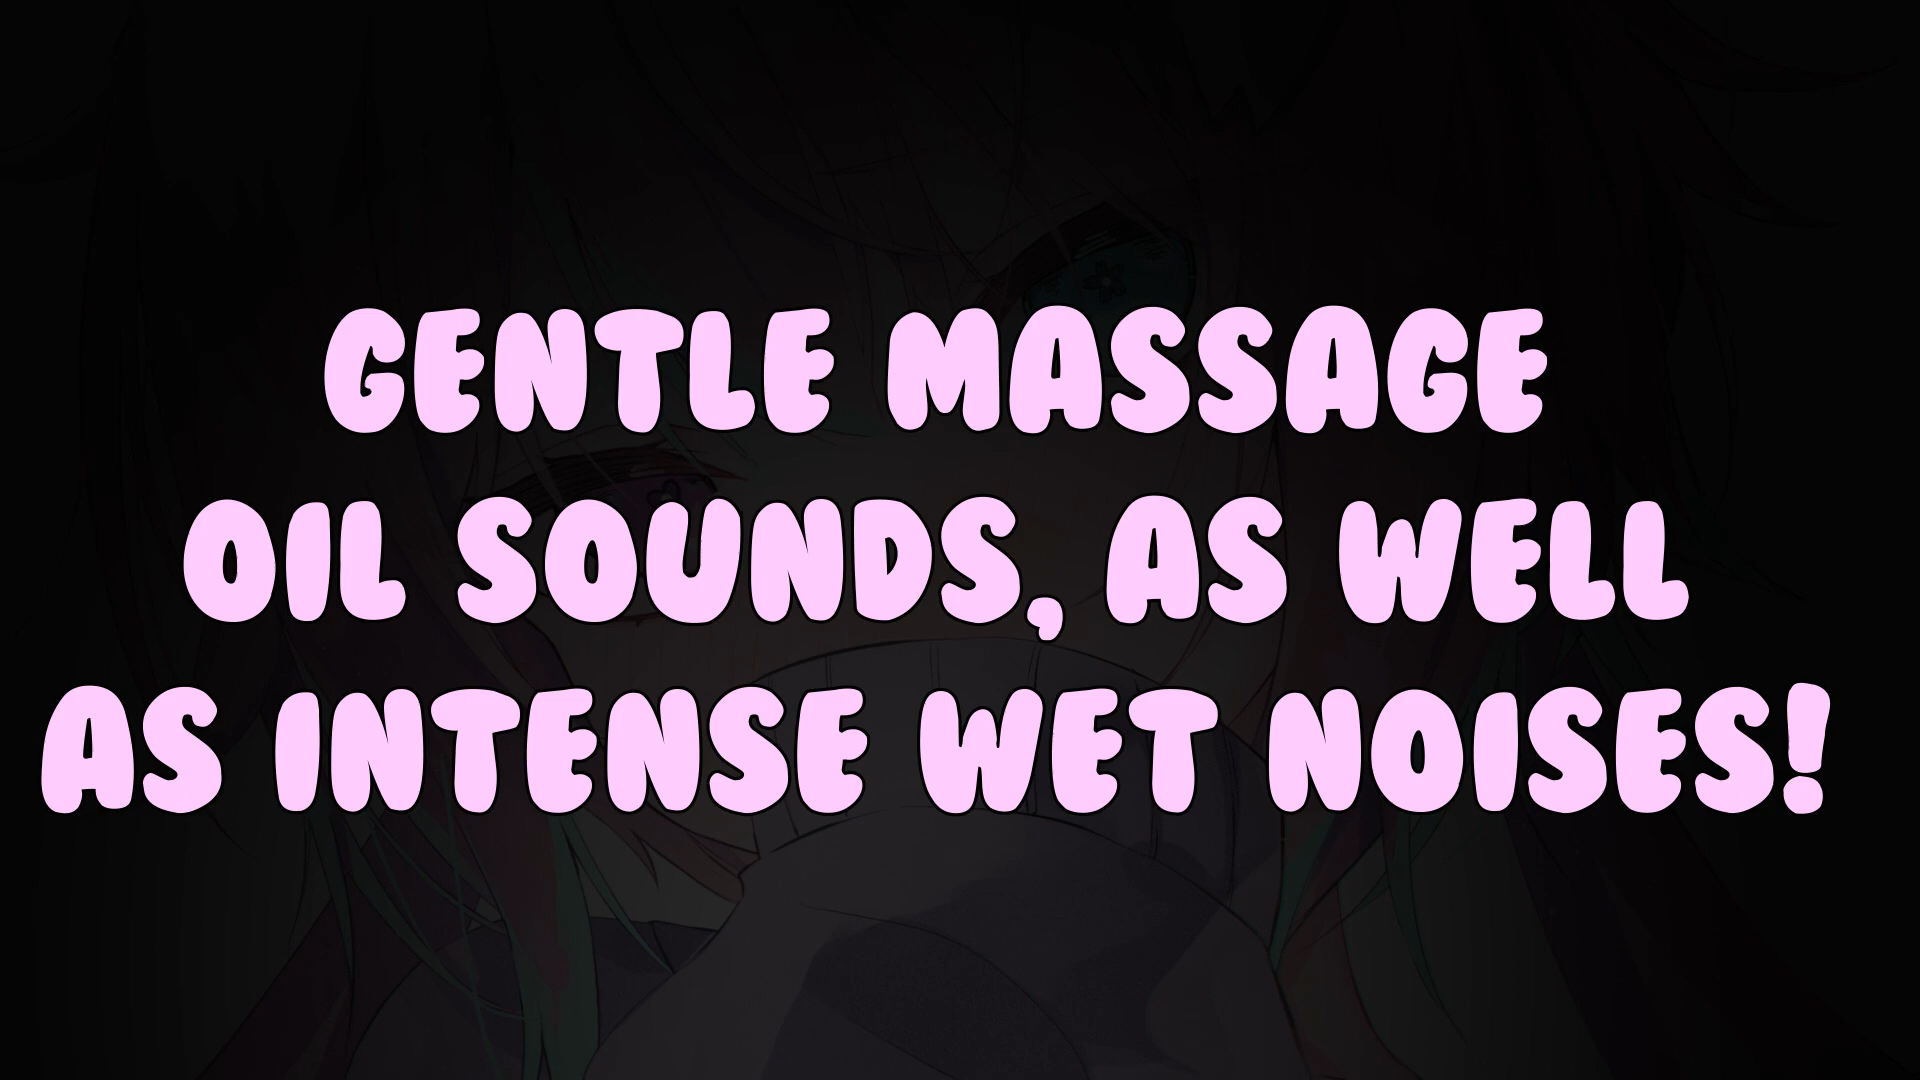 GENTLE MASSAGE
OIL SOUNDS, AS WELL
AS INTENSE WET NOISES!